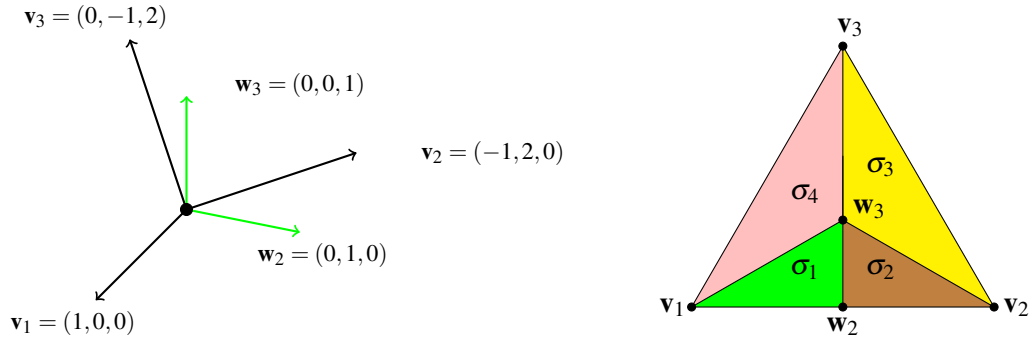 v₃ = (0, −1, 2)
w₃ = (0, 0, 1)
v₂ = (−1, 2, 0)
w₂ = (0, 1, 0)
v₁ = (1, 0, 0)
v₃
σ₃
σ₄
w₃
σ₁
σ₂
v₁
w₂
v₂